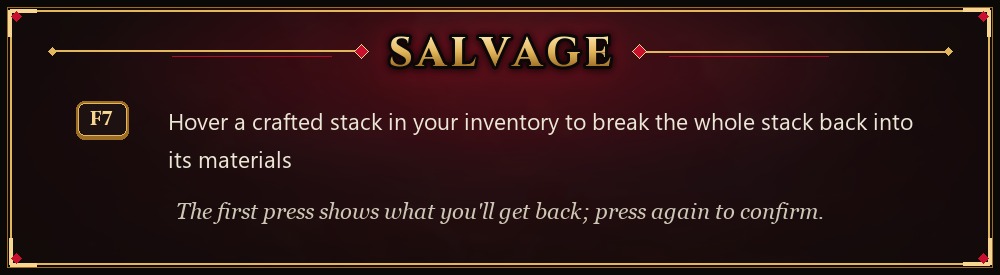 SALVAGE
F7
Hover a crafted stack in your inventory to break the whole stack back into
its materials
The first press shows what you'll get back; press again to confirm.